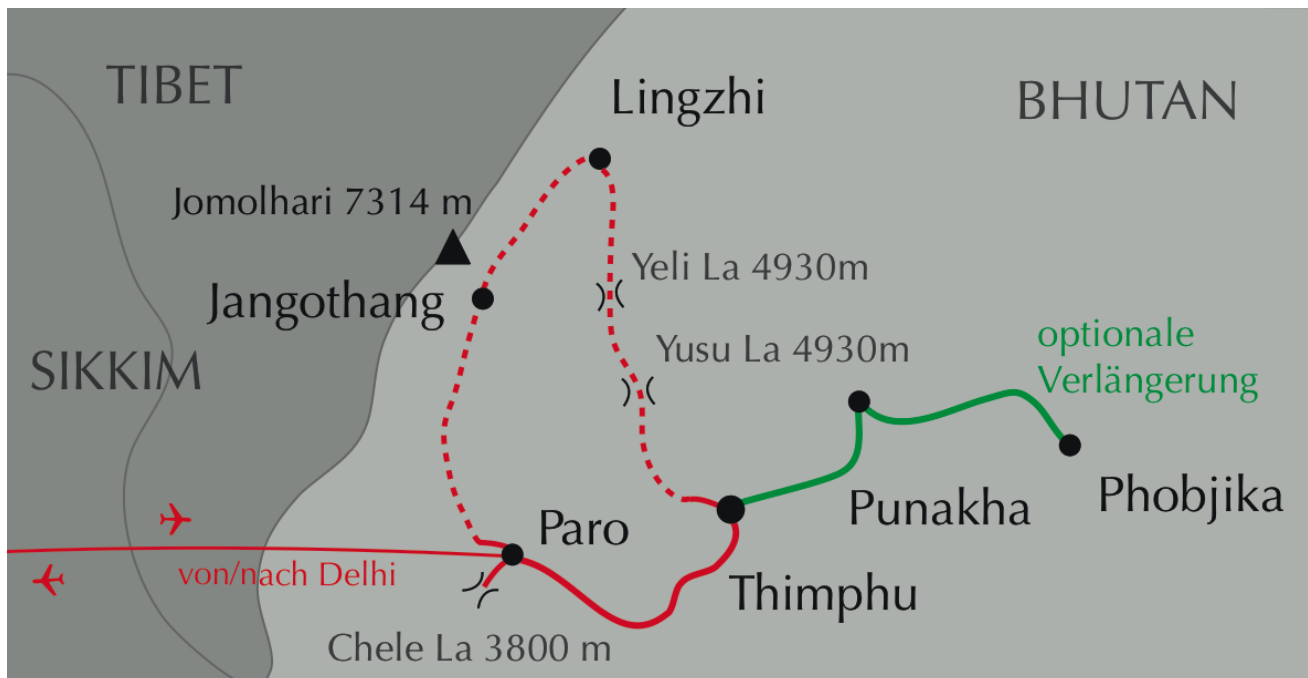 TIBET
Lingzhi
BHUTAN
Jomolhari 7314 m
Yeli La 4930m
Jangothang
Yusu La 4930m
optionale
Verlängerung
SIKKIM
Punakha
Phobjika
Paro
von/nach Delhi
Thimphu
Chele La 3800 m